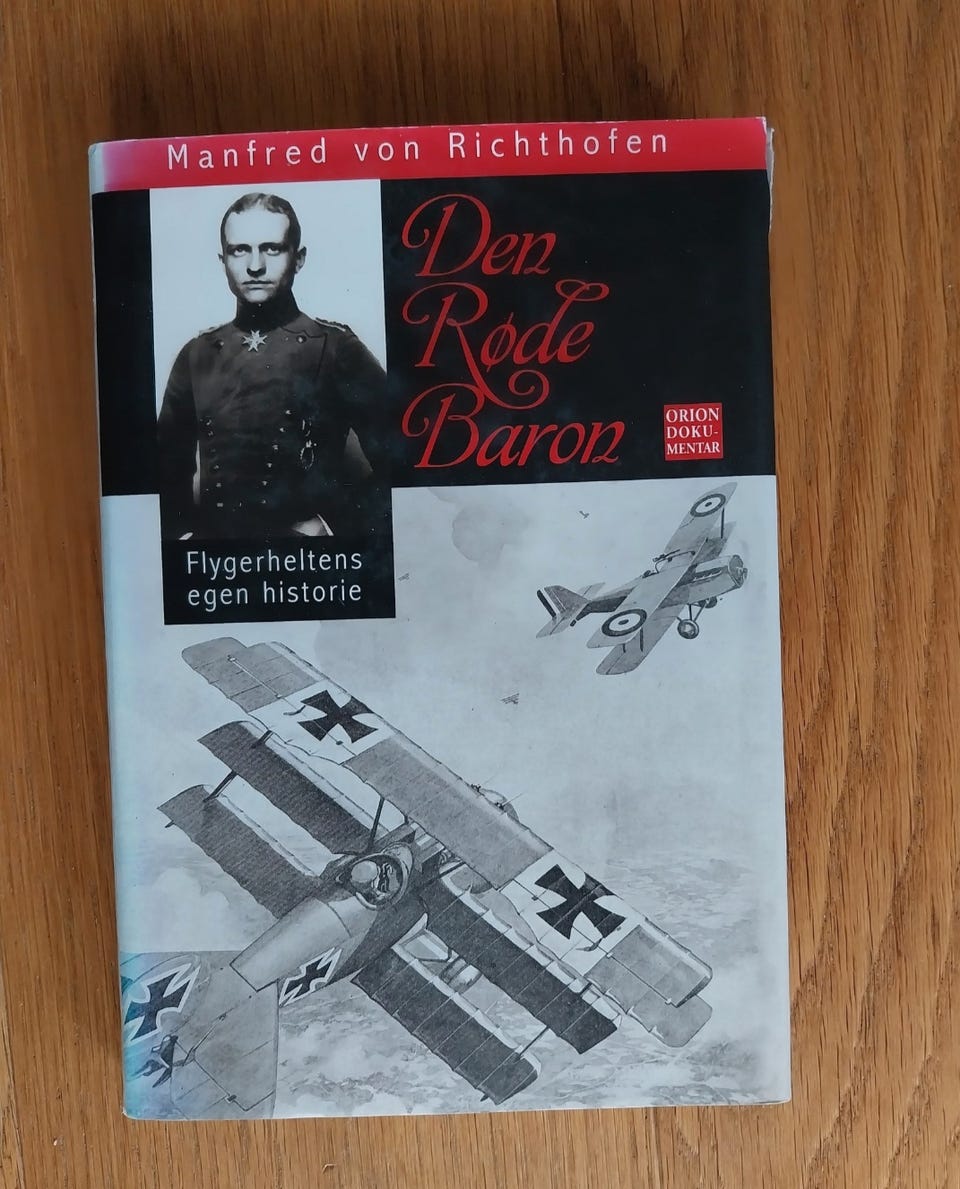 Manfred von Richthofen
Den
Røde
Baron
ORION
DOKU-
MENTAR
Flygerheltens
egen historie